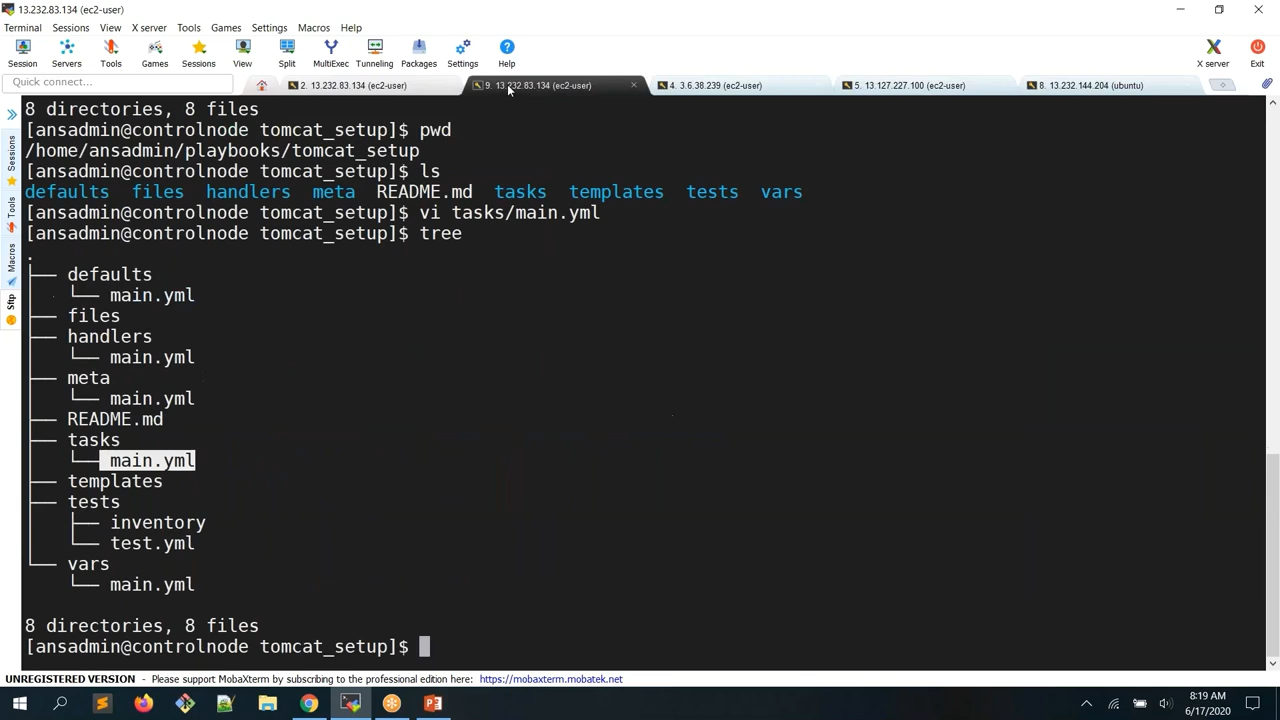 13.232.83.134 (ec2-user)
Terminal Sessions View X server Tools Games Settings Macros Help
Session Servers Tools Games Sessions View Split MultiExec Tunneling Packages Settings Help X server Exit
Quick connect...
2. 13.232.83.134 (ec2-user)
9. 13.232.83.134 (ec2-user)
4. 3.6.38.239 (ec2-user)
5. 13.127.227.100 (ec2-user)
8. 13.232.144.204 (ubuntu)
Sessions
Tools
Macros
Sftp
8 directories, 8 files
[ansadmin@controlnode tomcat_setup]$ pwd
/home/ansadmin/playbooks/tomcat_setup
[ansadmin@controlnode tomcat_setup]$ ls
defaults files handlers meta README.md tasks templates tests vars
[ansadmin@controlnode tomcat_setup]$ vi tasks/main.yml
[ansadmin@controlnode tomcat_setup]$ tree
.
├── defaults
│   └── main.yml
├── files
├── handlers
│   └── main.yml
├── meta
│   └── main.yml
├── README.md
├── tasks
│   └── main.yml
├── templates
├── tests
│   ├── inventory
│   └── test.yml
└── vars
    └── main.yml
8 directories, 8 files
[ansadmin@controlnode tomcat_setup]$
UNREGISTERED VERSION - Please support MobaXterm by subscribing to the professional edition here: https://mobaxterm.mobatek.net
8:19 AM
6/17/2020